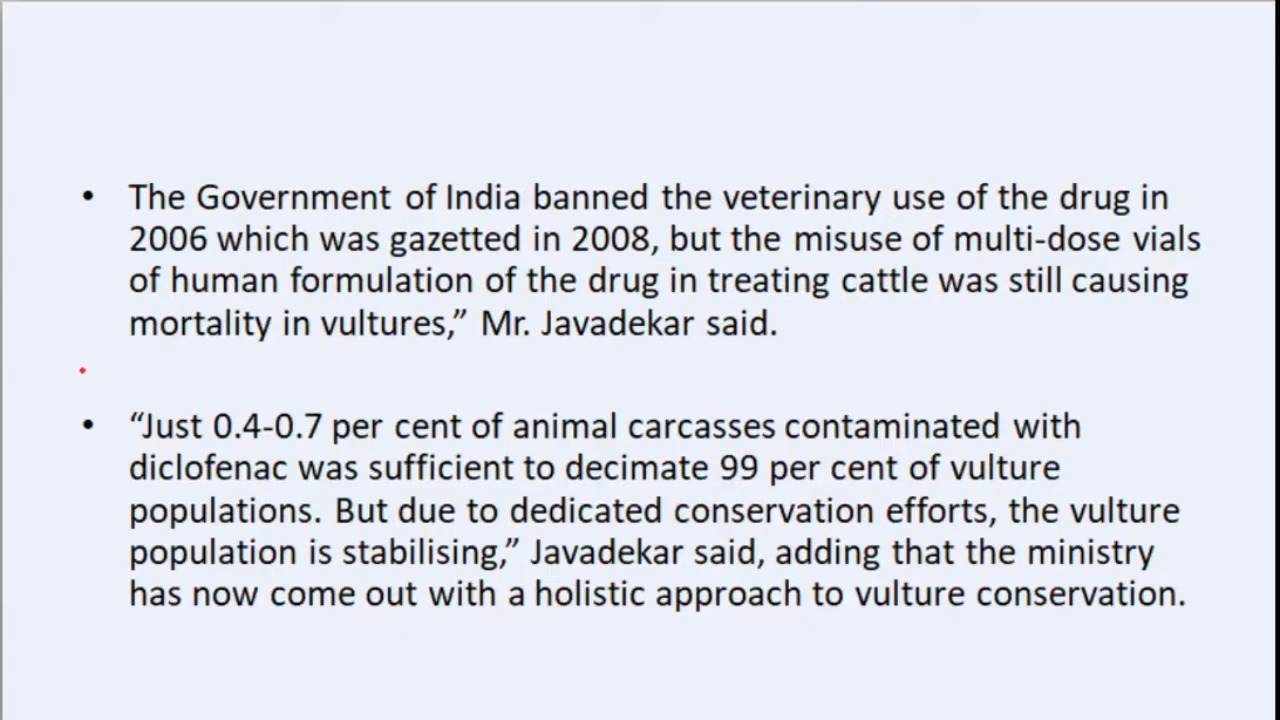 • The Government of India banned the veterinary use of the drug in
2006 which was gazetted in 2008, but the misuse of multi-dose vials
of human formulation of the drug in treating cattle was still causing
mortality in vultures,” Mr. Javadekar said.
• “Just 0.4-0.7 per cent of animal carcasses contaminated with
diclofenac was sufficient to decimate 99 per cent of vulture
populations. But due to dedicated conservation efforts, the vulture
population is stabilising,” Javadekar said, adding that the ministry
has now come out with a holistic approach to vulture conservation.